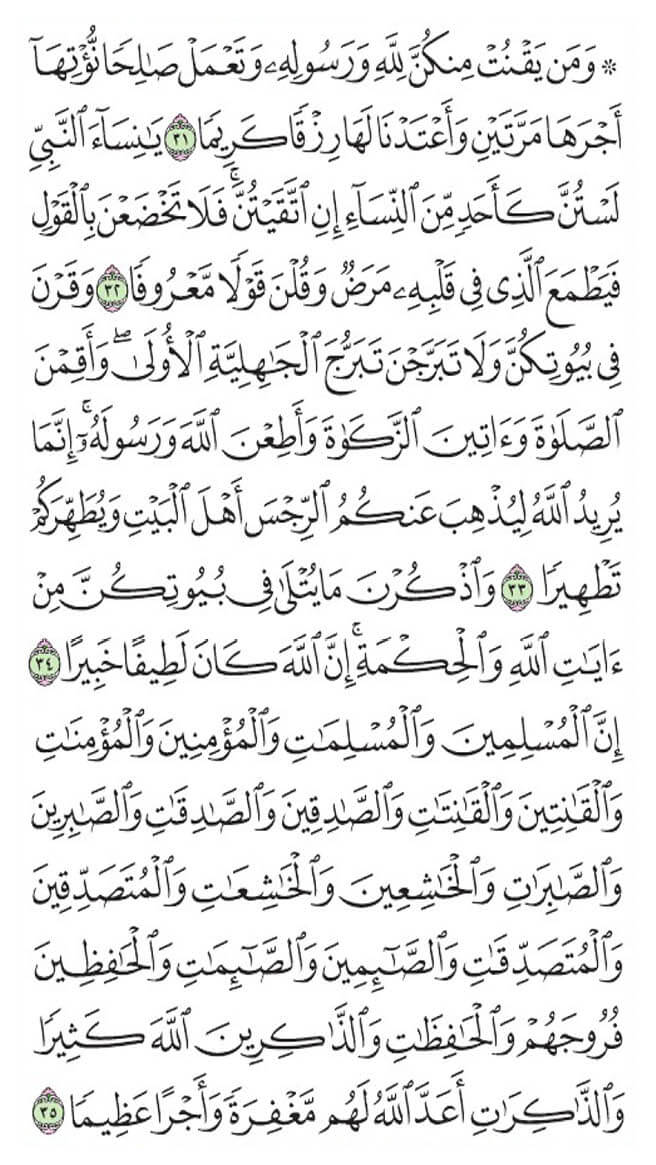 ۞ وَمَن يَقْنُتْ مِنكُنَّ لِلَّهِ وَرَسُولِهِۦ وَتَعْمَلْ صَٰلِحًا نُّؤْتِهَآ
أَجْرَهَا مَرَّتَيْنِ وَأَعْتَدْنَا لَهَا رِزْقًا كَرِيمًا ٣١ يَٰنِسَآءَ ٱلنَّبِيِّ
لَسْتُنَّ كَأَحَدٍ مِّنَ ٱلنِّسَآءِ إِنِ ٱتَّقَيْتُنَّۚ فَلَا تَخْضَعْنَ بِٱلْقَوْلِ
فَيَطْمَعَ ٱلَّذِى فِى قَلْبِهِۦ مَرَضٌ وَقُلْنَ قَوْلًا مَّعْرُوفًا ٣٢ وَقَرْنَ
فِى بُيُوتِكُنَّ وَلَا تَبَرَّجْنَ تَبَرُّجَ ٱلْجَٰهِلِيَّةِ ٱلْأُولَىٰۖ وَأَقِمْنَ
ٱلصَّلَوٰةَ وَءَاتِينَ ٱلزَّكَوٰةَ وَأَطِعْنَ ٱللَّهَ وَرَسُولَهُۥٓۚ إِنَّمَا
يُرِيدُ ٱللَّهُ لِيُذْهِبَ عَنكُمُ ٱلرِّجْسَ أَهْلَ ٱلْبَيْتِ وَيُطَهِّرَكُمْ
تَطْهِيرًا ٣٣ وَٱذْكُرْنَ مَا يُتْلَىٰ فِى بُيُوتِكُنَّ مِنْ
ءَايَٰتِ ٱللَّهِ وَٱلْحِكْمَةِۚ إِنَّ ٱللَّهَ كَانَ لَطِيفًا خَبِيرًا ٣٤
إِنَّ ٱلْمُسْلِمِينَ وَٱلْمُسْلِمَٰتِ وَٱلْمُؤْمِنِينَ وَٱلْمُؤْمِنَٰتِ
وَٱلْقَٰنِتِينَ وَٱلْقَٰنِتَٰتِ وَٱلصَّٰدِقِينَ وَٱلصَّٰدِقَٰتِ وَٱلصَّٰبِرِينَ
وَٱلصَّٰبِرَٰتِ وَٱلْخَٰشِعِينَ وَٱلْخَٰشِعَٰتِ وَٱلْمُتَصَدِّقِينَ
وَٱلْمُتَصَدِّقَٰتِ وَٱلصَّٰٓئِمِينَ وَٱلصَّٰٓئِمَٰتِ وَٱلْحَٰفِظِينَ
فُرُوجَهُمْ وَٱلْحَٰفِظَٰتِ وَٱلذَّٰكِرِينَ ٱللَّهَ كَثِيرًا
وَٱلذَّٰكِرَٰتِ أَعَدَّ ٱللَّهُ لَهُم مَّغْفِرَةً وَأَجْرًا عَظِيمًا ٣٥